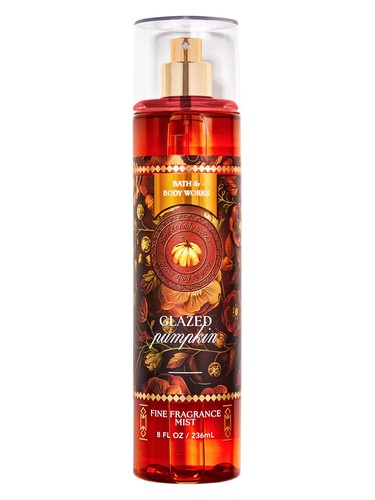 BATH &
BODY WORKS
GLAZED
pumpkin
FINE FRAGRANCE
MIST
8 FL OZ / 236mL